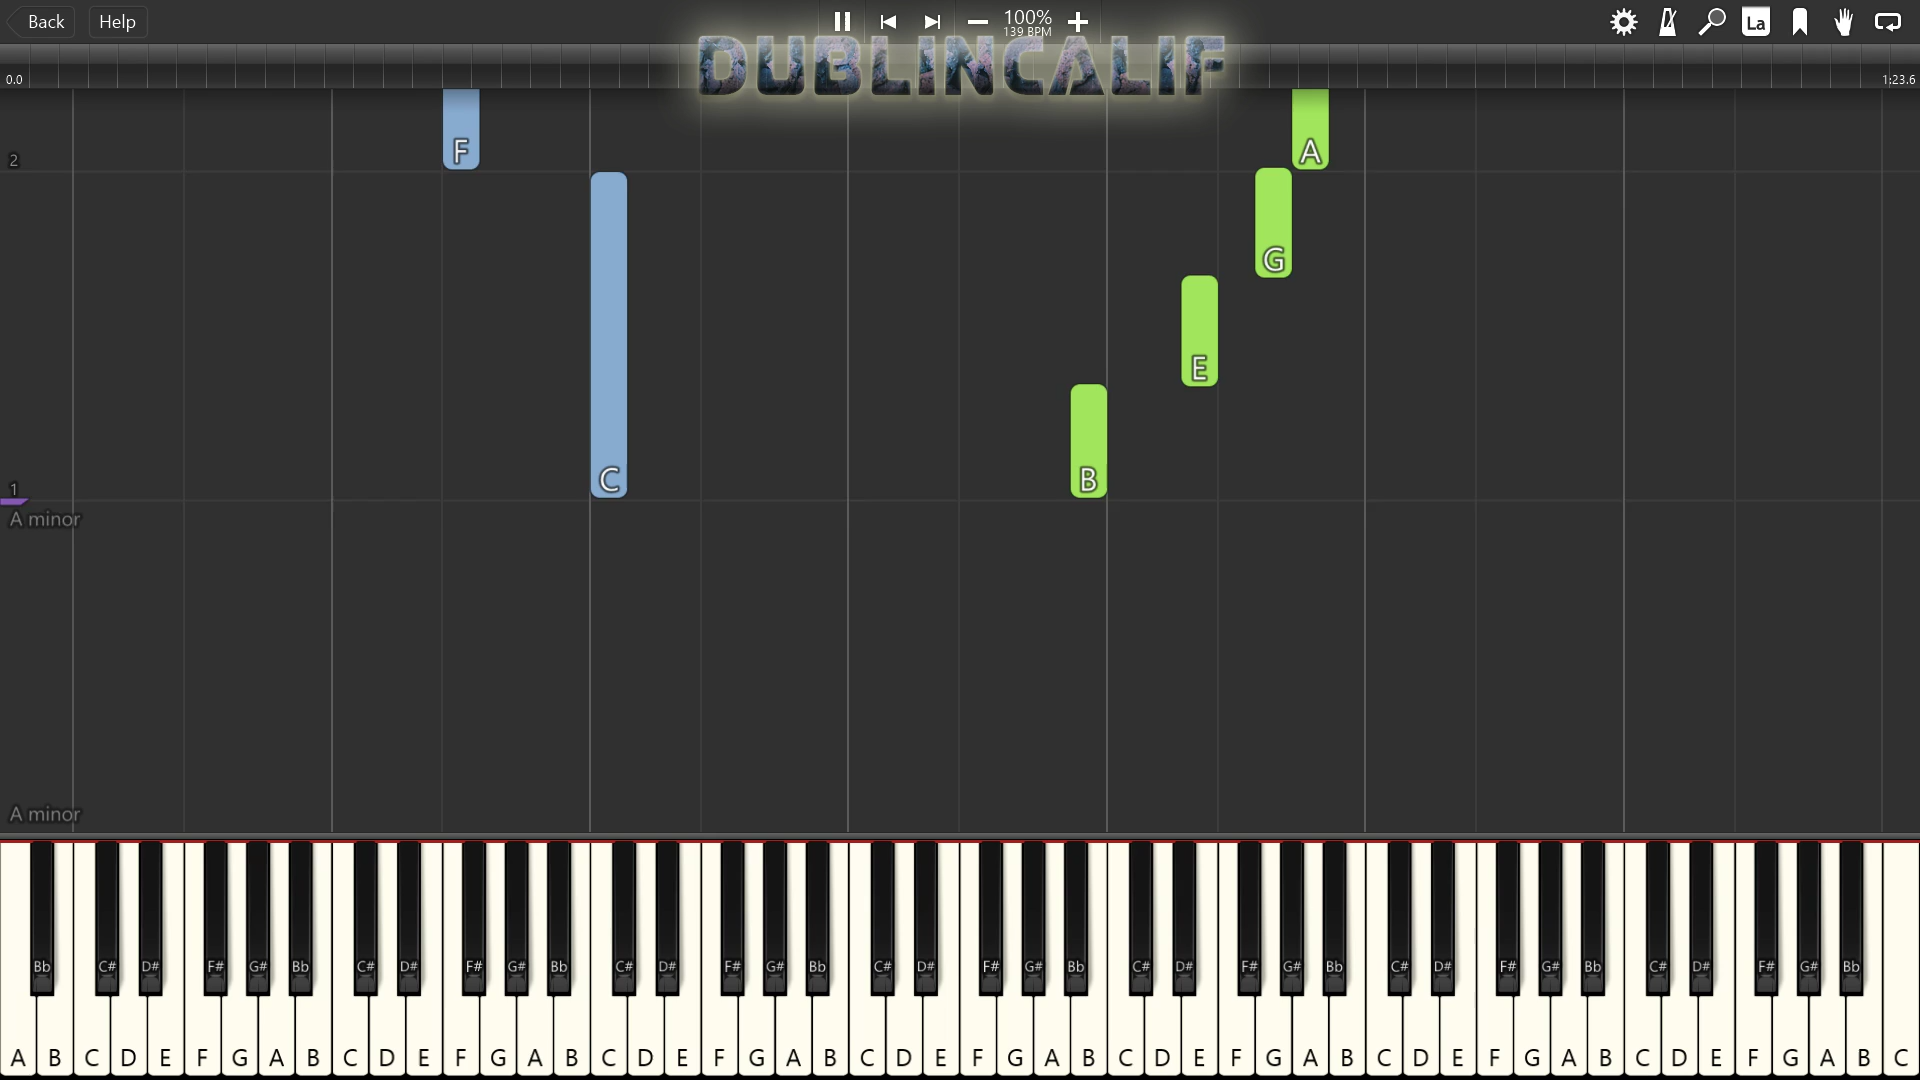 Back Help 100%
139 BPM
La
DUBLINCALIF
0.0 1:23.6
F A
2
G
E
C B
1
A minor
A minor
Bb C# D# F# G# Bb C# D# F# G# Bb C# D# F# G# Bb C# D# F# G# Bb C# D# F# G# Bb C# D# F# G# Bb C# D# F# G# Bb
A B C D E F G A B C D E F G A B C D E F G A B C D E F G A B C D E F G A B C D E F G A B C D E F G A B C